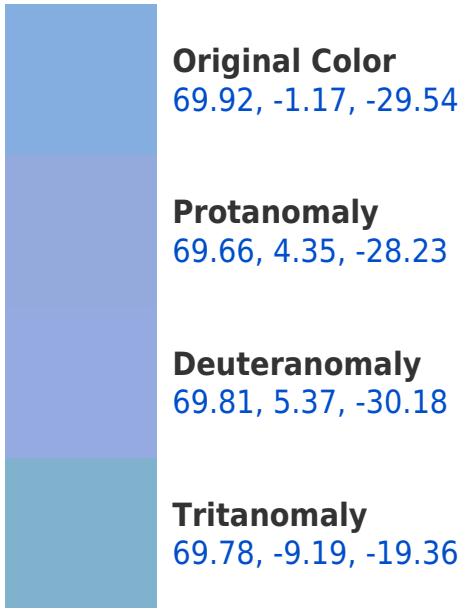 Original Color
69.92, -1.17, -29.54
Protanomaly
69.66, 4.35, -28.23
Deuteranomaly
69.81, 5.37, -30.18
Tritanomaly
69.78, -9.19, -19.36